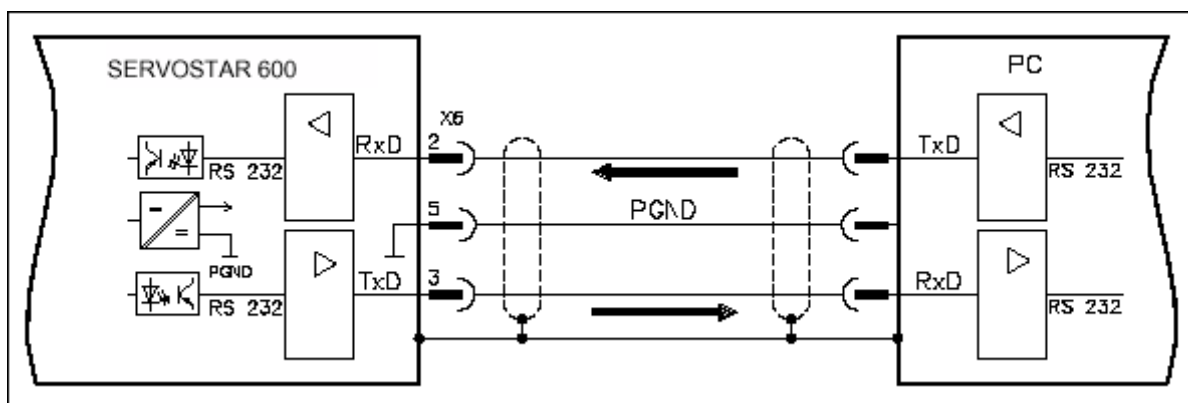 SERVOSTAR 600
PC
X6
RxD
2
TxD
RS 232
RS 232
5
PGND
PGND
TxD
3
RxD
RS 232
RS 232